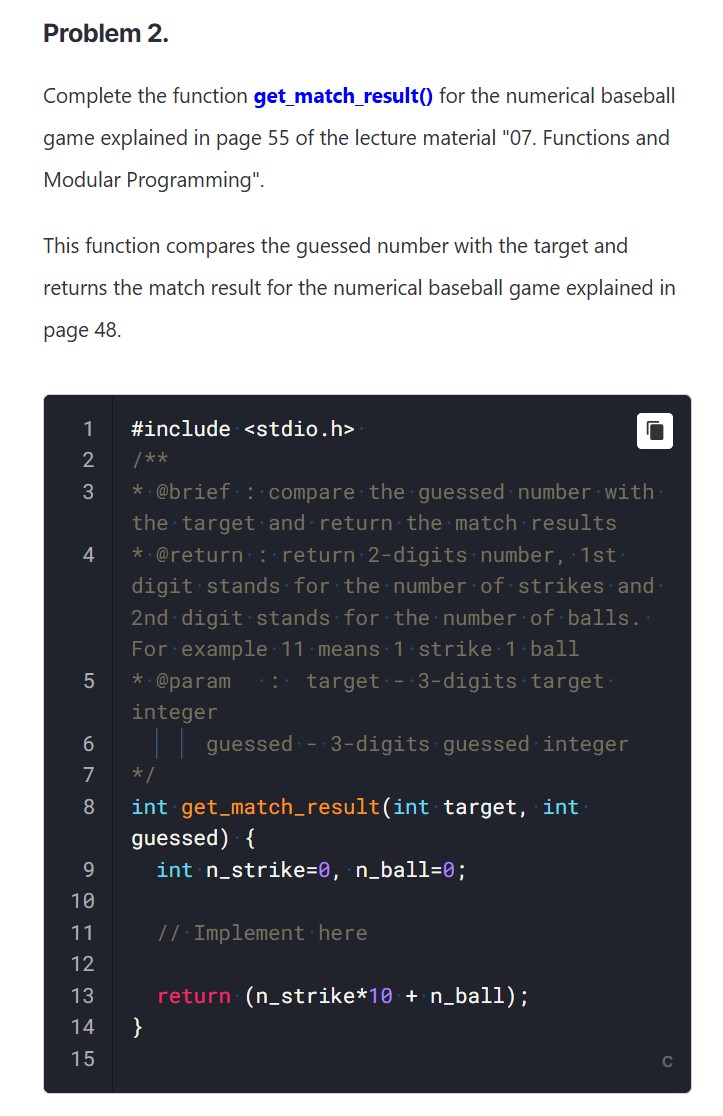 Problem 2.
Complete the function get_match_result() for the numerical baseball
game explained in page 55 of the lecture material "07. Functions and
Modular Programming".
This function compares the guessed number with the target and
returns the match result for the numerical baseball game explained in
page 48.
1 #include <stdio.h>
2 /**
3 * @brief : compare the guessed number with
the target and return the match results
4 * @return : return 2-digits number, 1st
digit stands for the number of strikes and
2nd digit stands for the number of balls.
For example 11 means 1 strike 1 ball
5 * @param  :  target - 3-digits target
integer
6       guessed - 3-digits guessed integer
7 */
8 int get_match_result(int target, int
guessed) {
9   int n_strike=0, n_ball=0;
10
11   // Implement here
12
13   return (n_strike*10 + n_ball);
14 }
15
C